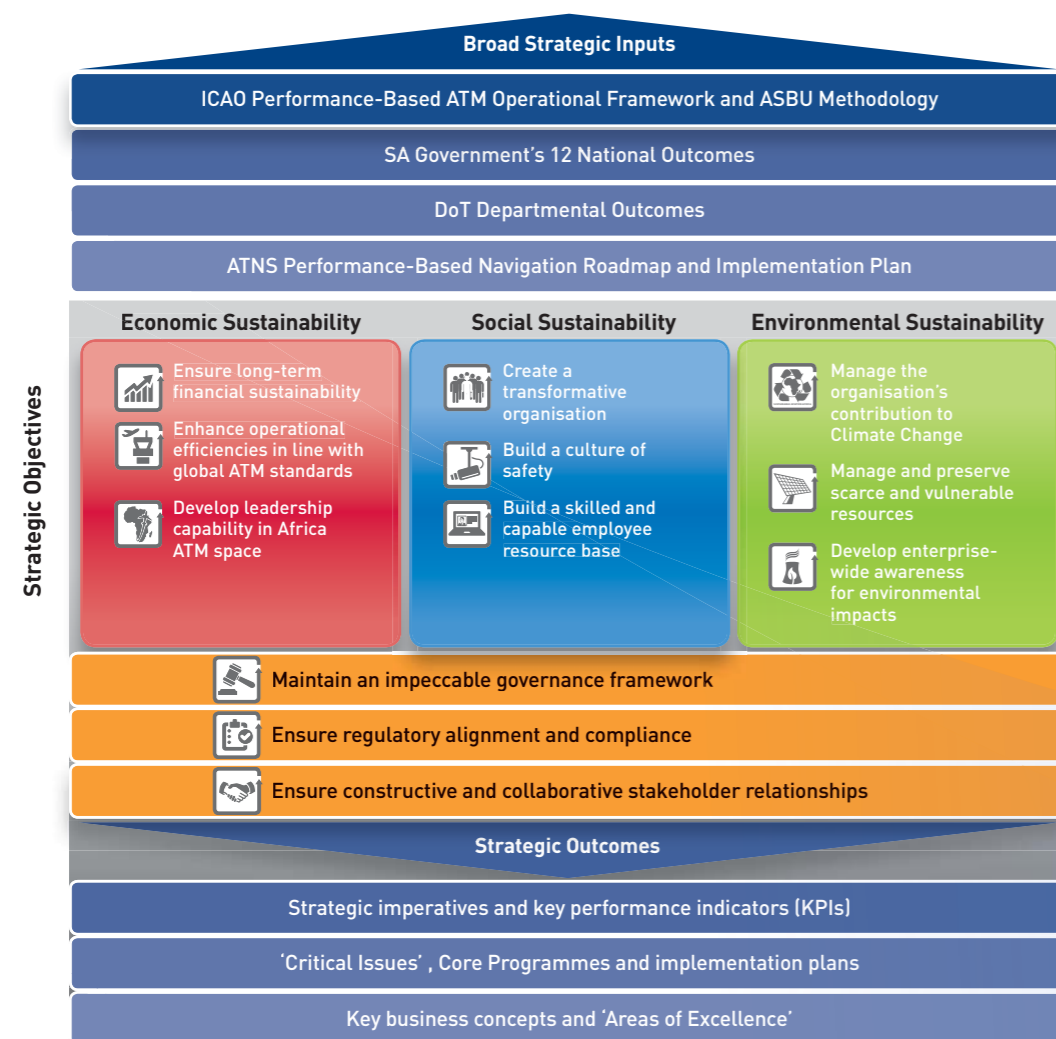 Broad Strategic Inputs
ICAO Performance-Based ATM Operational Framework and ASBU Methodology
SA Government's 12 National Outcomes
DoT Departmental Outcomes
ATNS Performance-Based Navigation Roadmap and Implementation Plan
Strategic Objectives
Economic Sustainability
Ensure long-term
financial sustainability
Enhance operational
efficiencies in line with
global ATM standards
Develop leadership
capability in Africa
ATM space
Social Sustainability
Create a
transformative
organisation
Build a culture of
safety
Build a skilled and
capable employee
resource base
Environmental Sustainability
Manage the
organisation's
contribution to
Climate Change
Manage and preserve
scarce and vulnerable
resources
Develop enterprise-
wide awareness
for environmental
impacts
Maintain an impeccable governance framework
Ensure regulatory alignment and compliance
Ensure constructive and collaborative stakeholder relationships
Strategic Outcomes
Strategic imperatives and key performance indicators (KPIs)
‘Critical Issues’ , Core Programmes and implementation plans
Key business concepts and ‘Areas of Excellence’